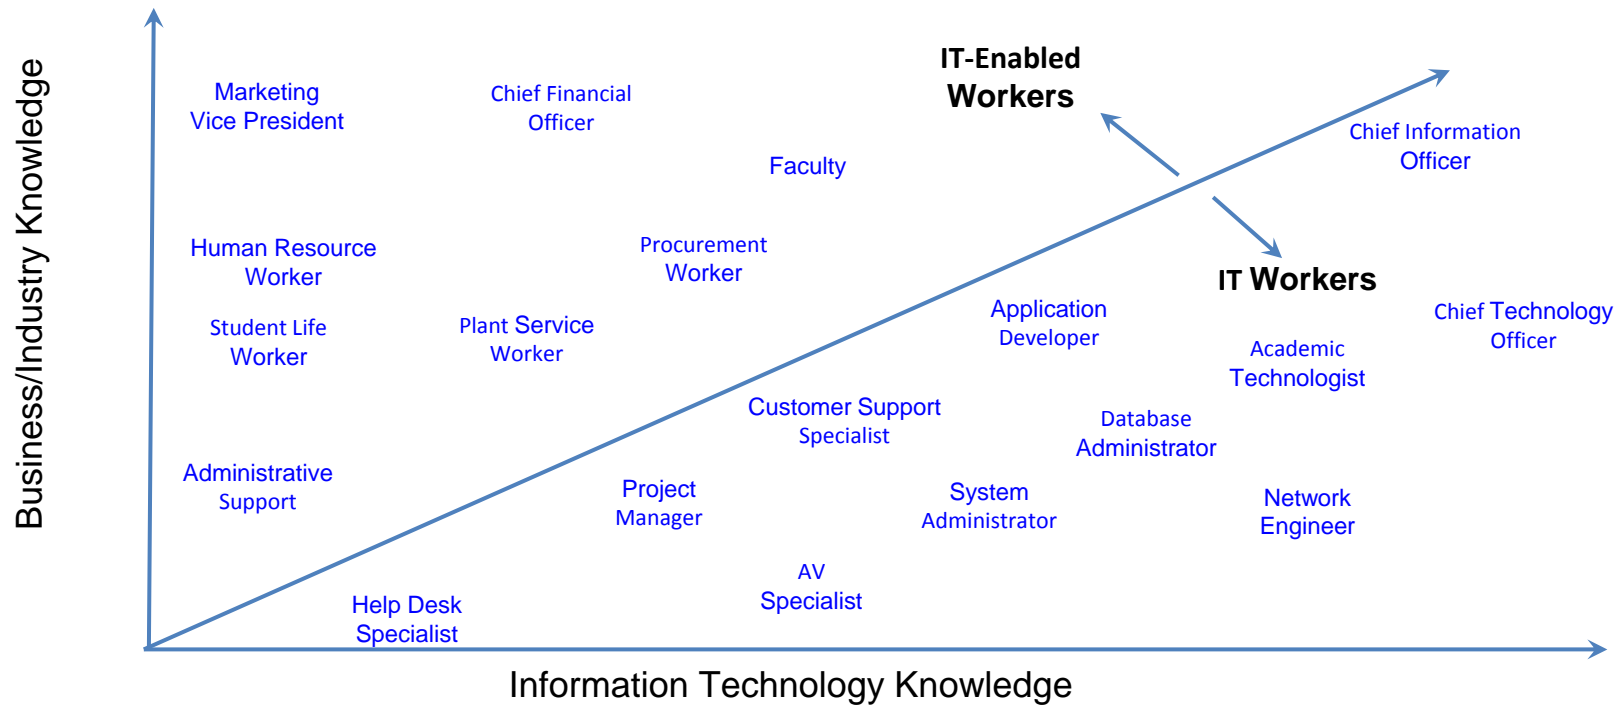 Business/Industry Knowledge
IT-Enabled
Workers
Marketing
Vice President
Chief Financial
Officer
Chief Information
Officer
Faculty
Human Resource
Worker
Procurement
Worker
IT Workers
Student Life
Worker
Plant Service
Worker
Application
Developer
Chief Technology
Officer
Academic
Technologist
Customer Support
Specialist
Database
Administrator
Administrative
Support
Project
Manager
System
Administrator
Network
Engineer
AV
Specialist
Help Desk
Specialist
Information Technology Knowledge